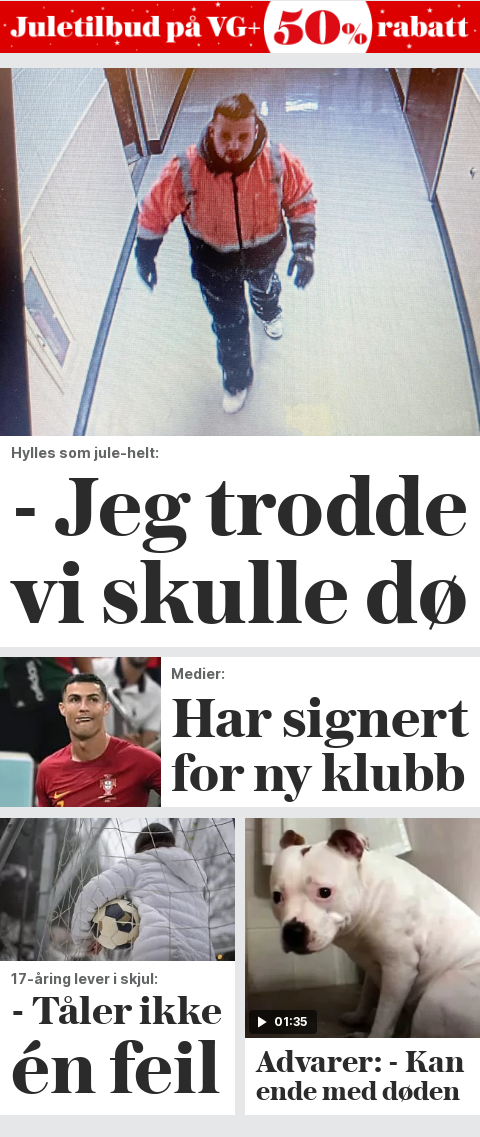 Juletilbud på VG+ 50% rabatt
Hylles som jule-helt:
- Jeg trodde
vi skulle dø
Medier:
Har signert
for ny klubb
17-åring lever i skjul:
- Tåler ikke
én feil
01:35
Advarer: - Kan
ende med døden